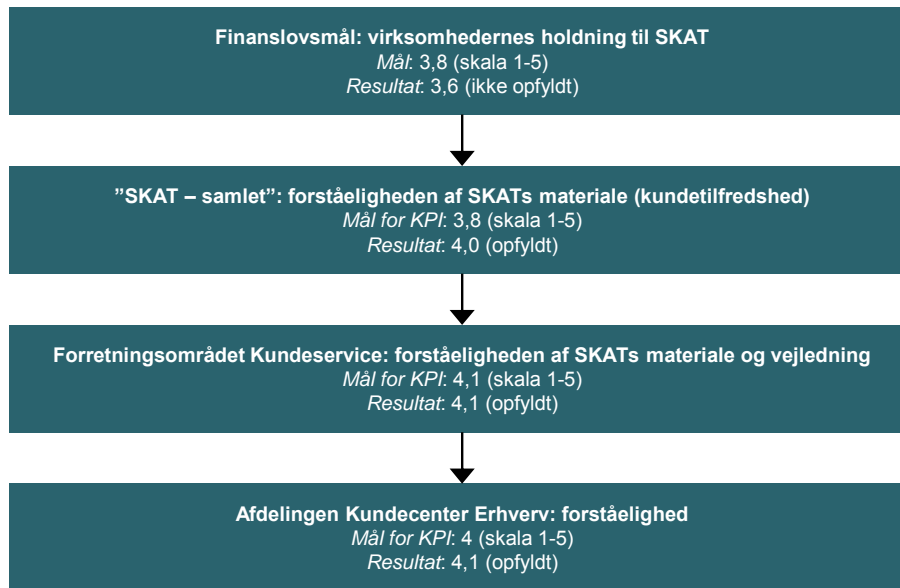 Finanslovsmål: virksomhedernes holdning til SKAT
Mål: 3,8 (skala 1-5)
Resultat: 3,6 (ikke opfyldt)
”SKAT – samlet”: forståeligheden af SKATs materiale (kundetilfredshed)
Mål for KPI: 3,8 (skala 1-5)
Resultat: 4,0 (opfyldt)
Forretningsområdet Kundeservice: forståeligheden af SKATs materiale og vejledning
Mål for KPI: 4,1 (skala 1-5)
Resultat: 4,1 (opfyldt)
Afdelingen Kundecenter Erhverv: forståelighed
Mål for KPI: 4 (skala 1-5)
Resultat: 4,1 (opfyldt)